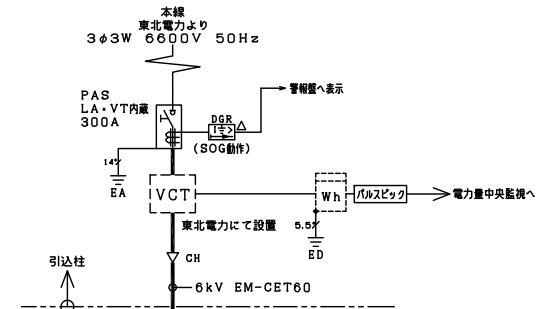 本線
東北電力より
3φ3W 6600V 50Hz
警報盤へ表示
PAS
LA・VT内蔵
300A
DGR
I≑>
(SOG動作)
14°
EA
VCT
Wh
パルスピック
電力量中央監視へ
東北電力にて設置
5.5°
ED
引込柱
CH
6kV EM-CET60